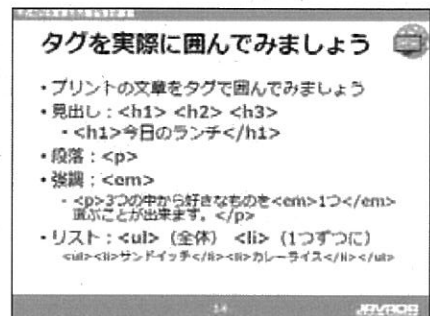 タグを実際に囲んでみましょう
・プリントの文章をタグで囲んでみましょう
・見出し：<h1> <h2> <h3>
・<h1>今日のランチ</h1>
・段落：<p>
・強調：<em>
・<p>3つの中から好きなものを<em>1つ</em>
選ぶことが出来ます。</p>
・リスト：<ul>（全体）<li>（1つずつに）
<ul><li>サンドイッチ</li><li>カレーライス</li></ul>
14